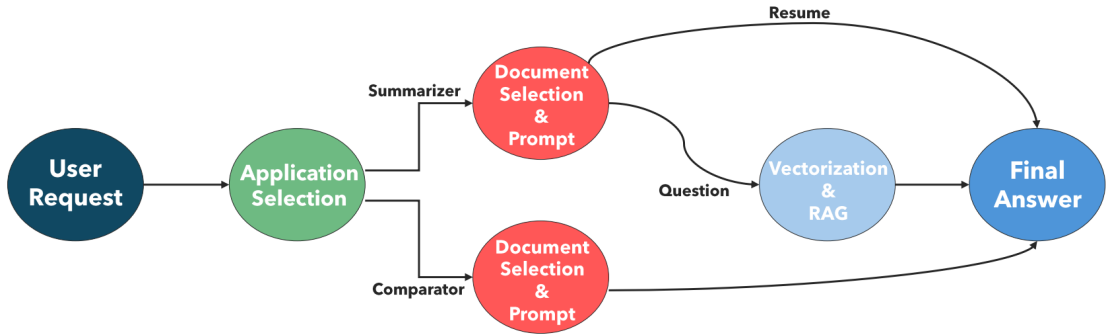 Resume
Document
Selection
&
Prompt
Summarizer
User
Request
Application
Selection
Question
Vectorization
&
RAG
Final
Answer
Document
Selection
&
Prompt
Comparator